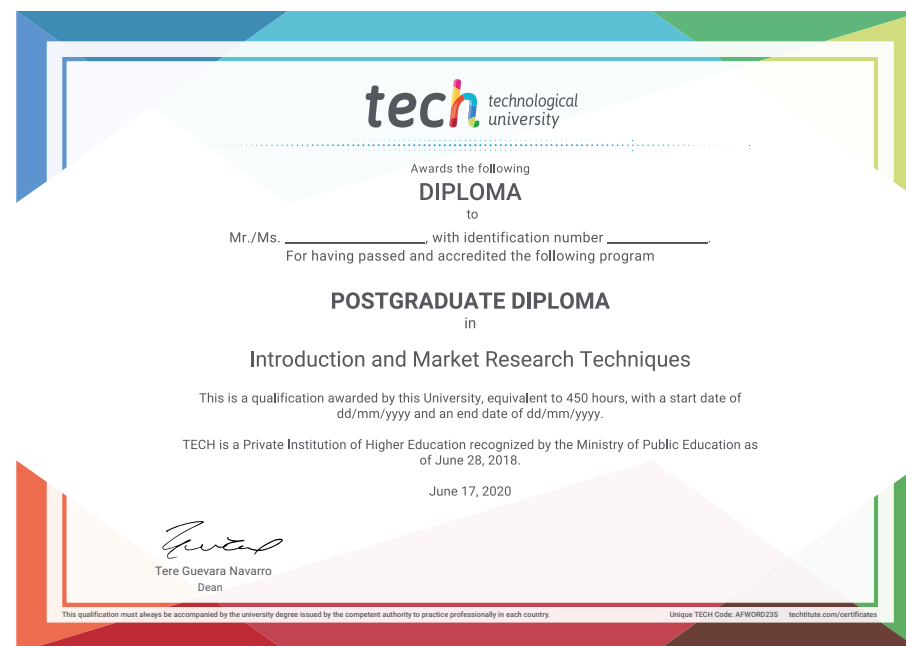 tech technological
university
Awards the following
DIPLOMA
to
Mr./Ms. ____________________, with identification number ______________.
For having passed and accredited the following program
POSTGRADUATE DIPLOMA
in
Introduction and Market Research Techniques
This is a qualification awarded by this University, equivalent to 450 hours, with a start date of
dd/mm/yyyy and an end date of dd/mm/yyyy.
TECH is a Private Institution of Higher Education recognized by the Ministry of Public Education as
of June 28, 2018.
June 17, 2020
Tere Guevara Navarro
Dean
This qualification must always be accompanied by the university degree issued by the competent authority to practice professionally in each country. Unique TECH Code: AFWORD23S techtitute.com/certificates